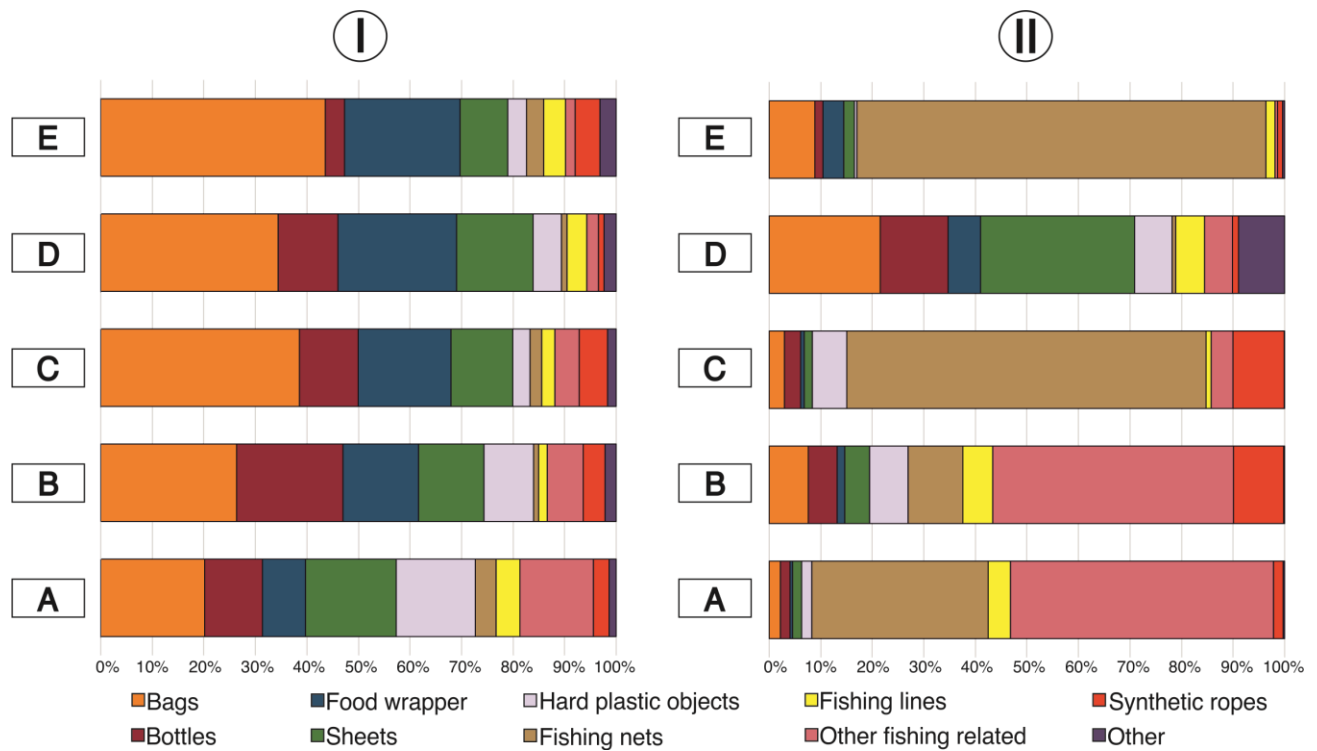 I II
E E
D D
C C
B B
A A
0% 10% 20% 30% 40% 50% 60% 70% 80% 90% 100% 0% 10% 20% 30% 40% 50% 60% 70% 80% 90% 100%
Bags Food wrapper Hard plastic objects Fishing lines Synthetic ropes
Bottles Sheets Fishing nets Other fishing related Other